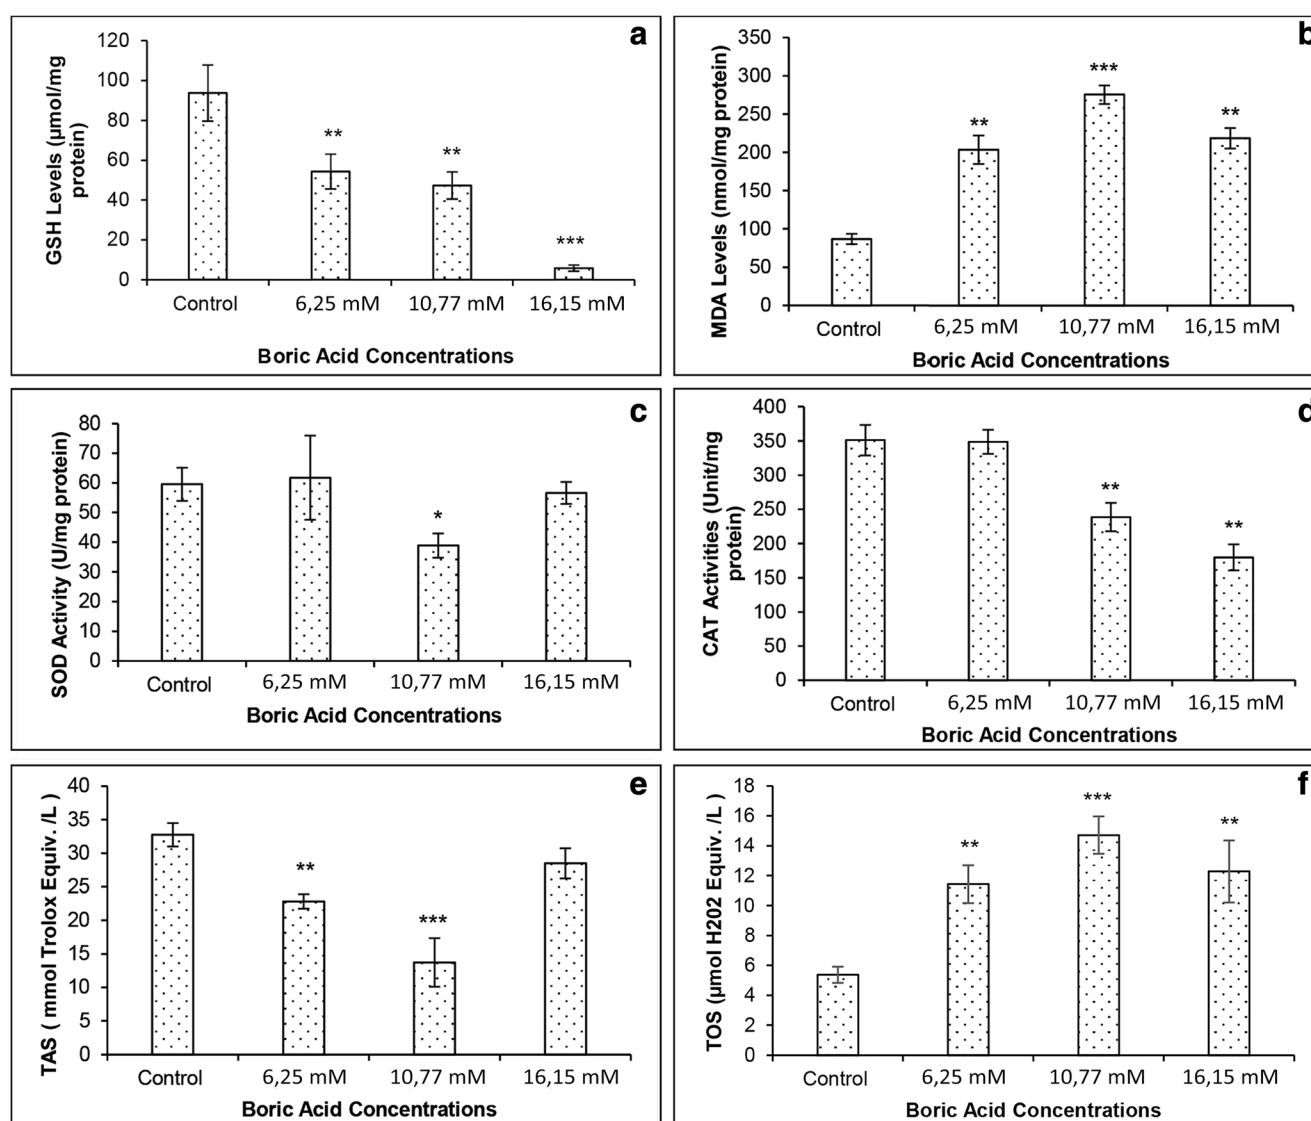 a
GSH Levels (µmol/mg
protein)
120
100
80
60
40
20
0
**
**
***
Control
6,25 mM
10,77 mM
16,15 mM
Boric Acid Concentrations
b
MDA Levels (nmol/mg protein)
350
300
250
200
150
100
50
0
**
***
**
Control
6,25 mM
10,77 mM
16,15 mM
Boric Acid Concentrations
c
SOD Activity (U/mg protein)
80
70
60
50
40
30
20
10
0
*
Control
6,25 mM
10,77 mM
16,15 mM
Boric Acid Concentrations
d
CAT Activities (Unit/mg
protein)
400
350
300
250
200
150
100
50
0
**
**
Control
6,25 mM
10,77 mM
16,15 mM
Boric Acid Concentrations
e
TAS ( mmol Trolox Equiv. /L )
40
35
30
25
20
15
10
5
0
**
***
Control
6,25 mM
10,77 mM
16,15 mM
Boric Acid Concentrations
f
TOS (µmol H202 Equiv. /L )
18
16
14
12
10
8
6
4
2
0
**
***
**
Control
6,25 mM
10,77 mM
16,15 mM
Boric Acid Concentrations